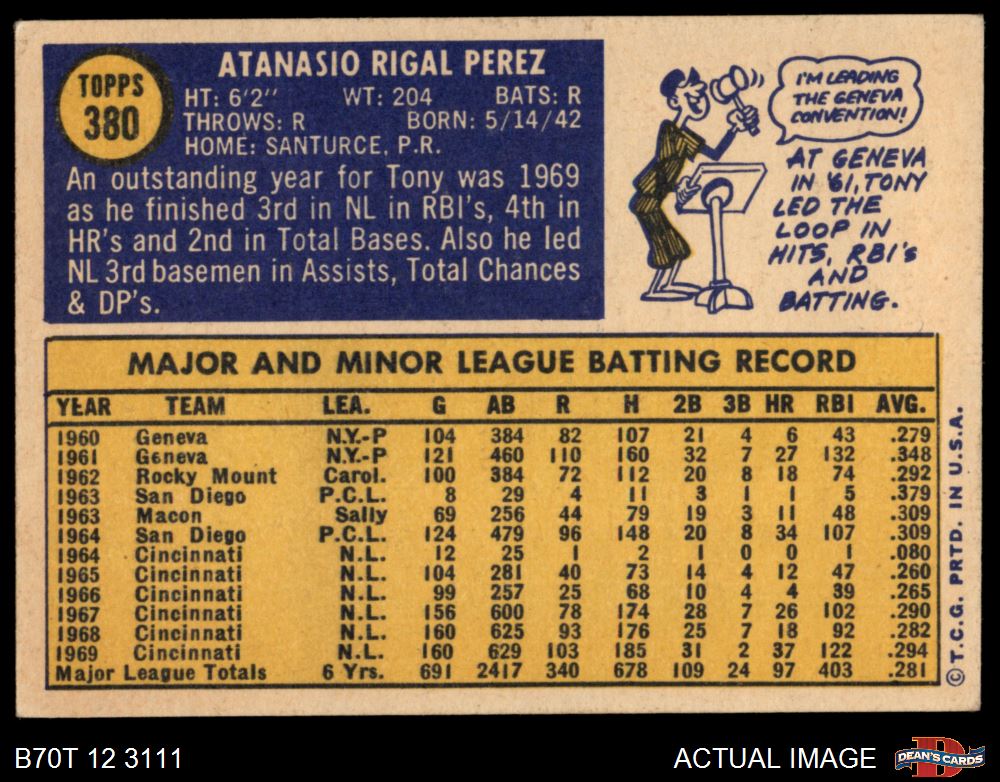 TOPPS
380
ATANASIO RIGAL PEREZ
HT: 6'2" WT: 204 BATS: R
THROWS: R BORN: 5/14/42
HOME: SANTURCE, P.R.
An outstanding year for Tony was 1969
as he finished 3rd in NL in RBI's, 4th in
HR's and 2nd in Total Bases. Also he led
NL 3rd basemen in Assists, Total Chances
& DP's.
I'M LEADING
THE GENEVA
CONVENTION!
AT GENEVA
IN '61, TONY
LED THE
LOOP IN
HITS, RBI's
AND
BATTING.
MAJOR AND MINOR LEAGUE BATTING RECORD
YEAR TEAM LEA. G AB R H 2B 3B HR RBI AVG.
1960 Geneva N.Y.-P 104 384 82 107 21 4 6 43 .279
1961 Geneva N.Y.-P 121 460 110 160 32 7 27 132 .348
1962 Rocky Mount Carol. 100 384 72 112 20 8 18 74 .292
1963 San Diego P.C.L. 8 29 4 11 3 1 1 5 .379
1963 Macon Sally 69 256 44 79 19 3 11 48 .309
1964 San Diego P.C.L. 124 479 96 148 20 8 34 107 .309
1964 Cincinnati N.L. 12 25 1 2 1 0 0 1 .080
1965 Cincinnati N.L. 104 281 40 73 14 4 12 47 .260
1966 Cincinnati N.L. 99 257 25 68 10 4 4 39 .265
1967 Cincinnati N.L. 156 600 78 174 28 7 26 102 .290
1968 Cincinnati N.L. 160 625 93 176 25 7 18 92 .282
1969 Cincinnati N.L. 160 629 103 185 31 2 37 122 .294
Major League Totals 6 Yrs. 691 2417 340 678 109 24 97 403 .281
© T.C.G. PRTD. IN U.S.A.
B70T 12 3111
ACTUAL IMAGE
D
DEAN'S CARDS